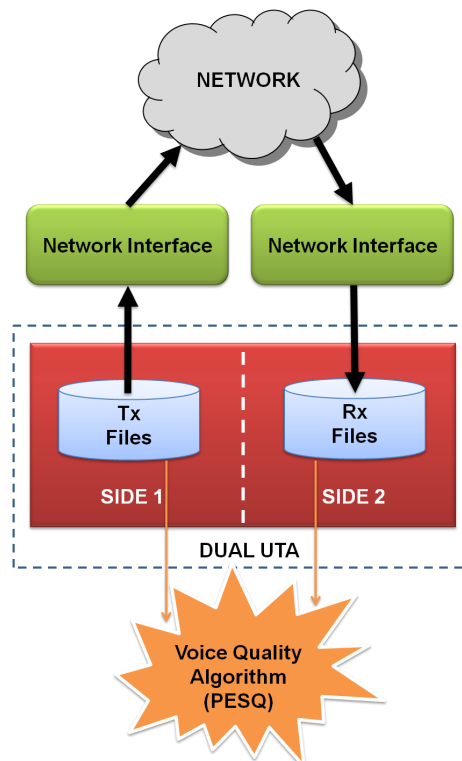 NETWORK
Network Interface
Network Interface
Tx
Files
Rx
Files
SIDE 1
SIDE 2
DUAL UTA
Voice Quality
Algorithm
(PESQ)